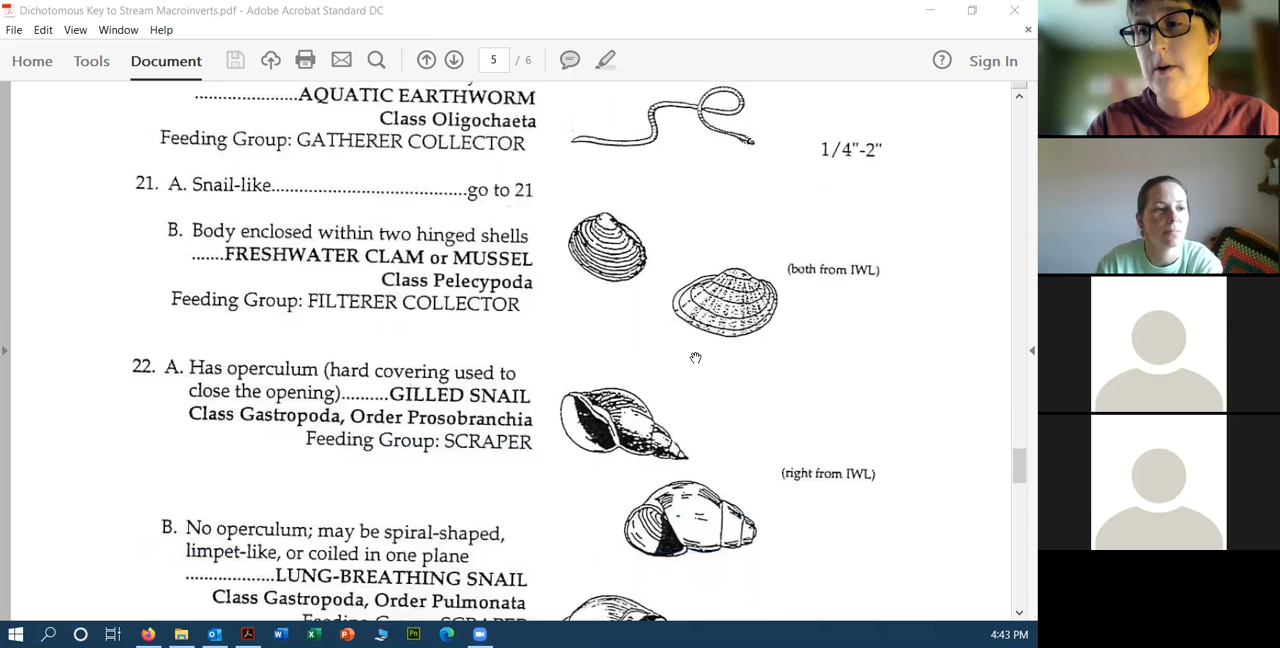 Dichotomous Key to Stream Macroinverts.pdf - Adobe Acrobat Standard DC
File Edit View Window Help
Home Tools Document 5 / 6 Sign In
.....................AQUATIC EARTHWORM
Class Oligochaeta
Feeding Group: GATHERER COLLECTOR
1/4"-2"
21. A. Snail-like........................................go to 21
B. Body enclosed within two hinged shells
.......FRESHWATER CLAM or MUSSEL
(both from IWL)
Class Pelecypoda
Feeding Group: FILTERER COLLECTOR
22. A. Has operculum (hard covering used to
close the opening)..........GILLED SNAIL
Class Gastropoda, Order Prosobranchia
Feeding Group: SCRAPER
(right from IWL)
B. No operculum; may be spiral-shaped,
limpet-like, or coiled in one plane
...................LUNG-BREATHING SNAIL
Class Gastropoda, Order Pulmonata
Feeding Group: SCRAPER
4:43 PM